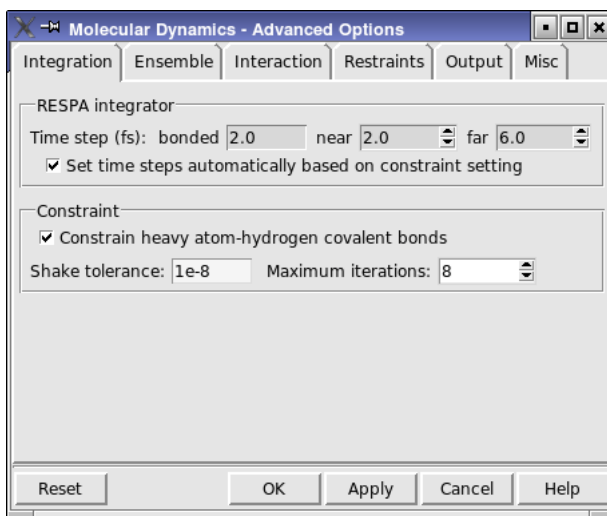 Molecular Dynamics - Advanced Options
Integration Ensemble Interaction Restraints Output Misc
RESPA integrator
Time step (fs): bonded 2.0 near 2.0 far 6.0
Set time steps automatically based on constraint setting
Constraint
Constrain heavy atom-hydrogen covalent bonds
Shake tolerance: 1e-8 Maximum iterations: 8
Reset OK Apply Cancel Help